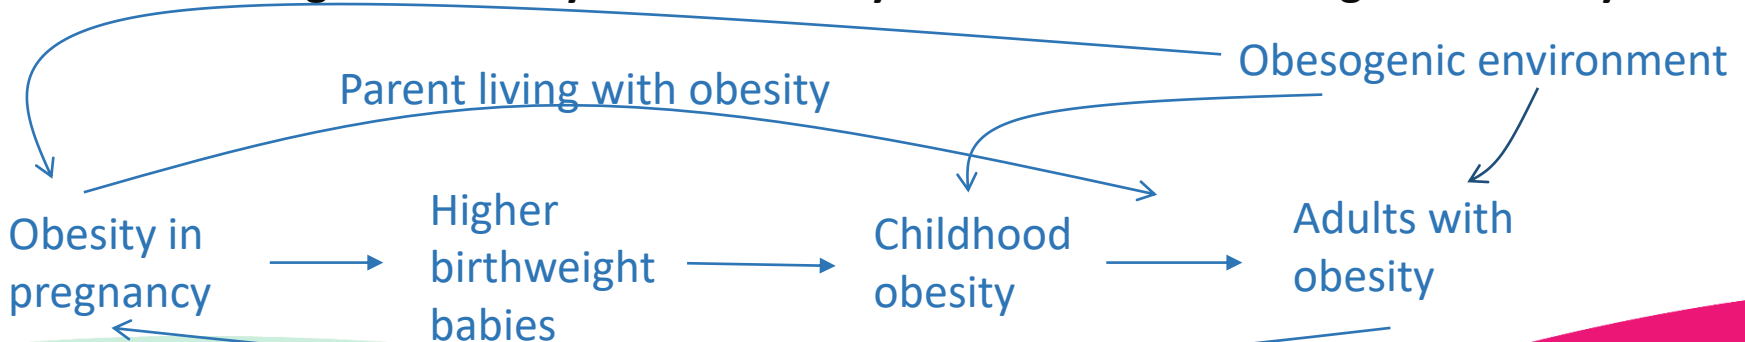 Obesogenic environment
Parent living with obesity
Obesity in
pregnancy
Higher
birthweight
babies
Childhood
obesity
Adults with
obesity